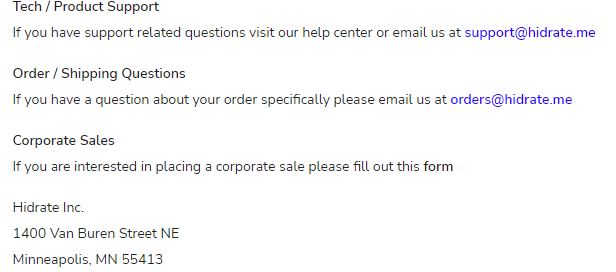 Tech / Product Support
If you have support related questions visit our help center or email us at support@hidrate.me
Order / Shipping Questions
If you have a question about your order specifically please email us at orders@hidrate.me
Corporate Sales
If you are interested in placing a corporate sale please fill out this form
Hidrate Inc.
1400 Van Buren Street NE
Minneapolis, MN 55413